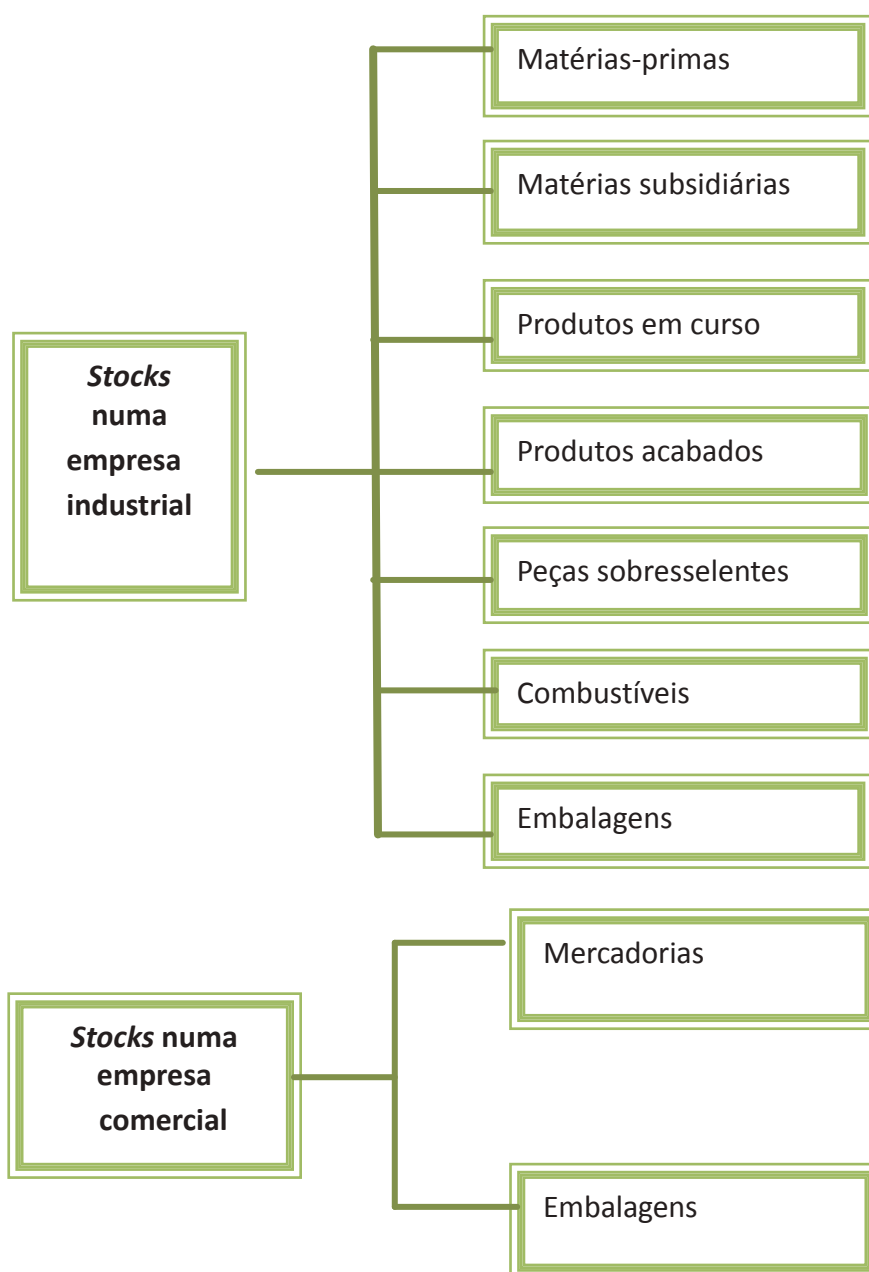 Matérias-primas
Matérias subsidiárias
Produtos em curso
Stocks
numa
empresa
industrial
Produtos acabados
Peças sobresselentes
Combustíveis
Embalagens
Mercadorias
Stocks numa
empresa
comercial
Embalagens